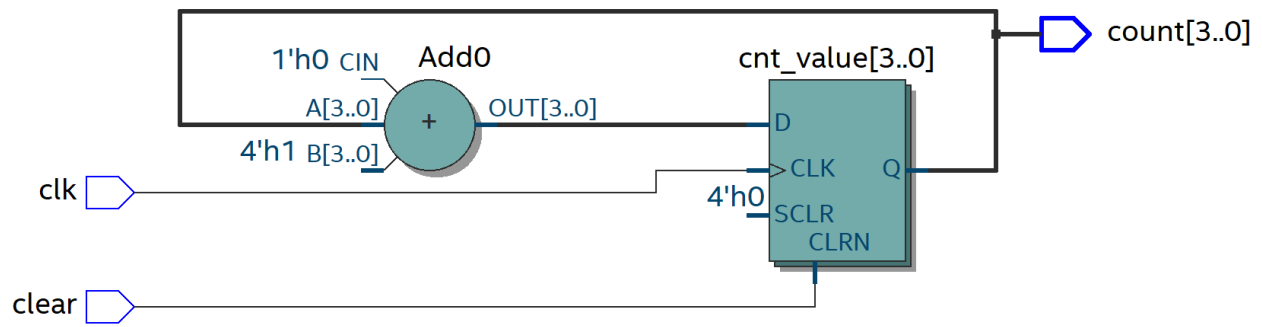 count[3..0]
Add0
1'h0 CIN
cnt_value[3..0]
A[3..0]
+
OUT[3..0]
D
4'h1 B[3..0]
CLK
Q
clk
4'h0
SCLR
CLRN
clear